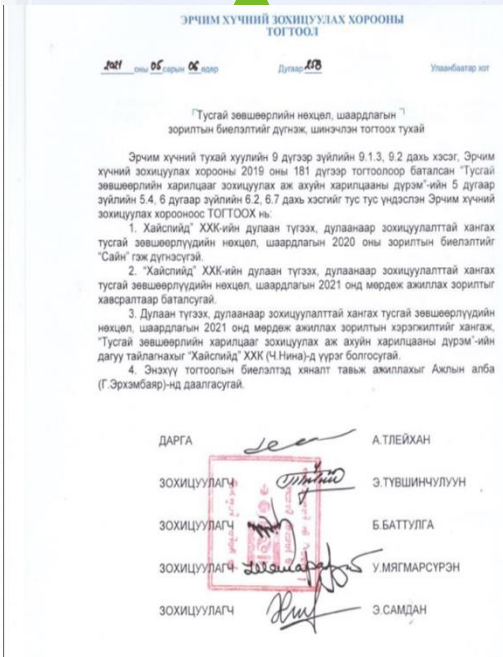 ЭРЧИМ ХҮЧНИЙ ЗОХИЦУУЛАХ ХОРООНЫ
ТОГТООЛ
2021 оны 05 сарын 06 өдөр Дугаар 258 Улаанбаатар хот
Тусгай зөвшөөрлийн нөхцөл, шаардлагын
зорилтын биелэлтийг дүгнэж, шинэчлэн тогтоох тухай
Эрчим хүчний тухай хуулийн 9 дүгээр зүйлийн 9.1.3, 9.2 дахь хэсэг, Эрчим
хүчний зохицуулах хорооны 2019 оны 181 дүгээр тогтоолоор баталсан “Тусгай
зөвшөөрлийн харилцааг зохицуулах аж ахуйн харилцааны дүрэм”-ийн 5 дугаар
зүйлийн 5.4, 6 дугаар зүйлийн 6.2, 6.7 дахь хэсгийг тус тус үндэслэн Эрчим хүчний
зохицуулах хорооноос ТОГТООХ нь:
1. “Хайспийд” ХХК-ийн дулаан түгээх, дулаанаар зохицуулалттай хангах
тусгай зөвшөөрлүүдийн нөхцөл, шаардлагын 2020 оны зорилтын биелэлтийг
“Сайн” гэж дүгнэсүгэй.
2. “Хайспийд” ХХК-ийн дулаан түгээх, дулаанаар зохицуулалттай хангах
тусгай зөвшөөрлүүдийн нөхцөл, шаардлагын 2021 онд мөрдөж ажиллах зорилтыг
хавсралтаар баталсугай.
3. Дулаан түгээх, дулаанаар зохицуулалттай хангах тусгай зөвшөөрлүүдийн
нөхцөл, шаардлагын 2021 онд мөрдөж ажиллах зорилтын хэрэгжилтийг хангаж,
“Тусгай зөвшөөрлийн харилцааг зохицуулах аж ахуйн харилцааны дүрэм”-ийн
дагуу тайлагнахыг “Хайспийд” ХХК (Ч.Нина)-д үүрэг болгосугай.
4. Энэхүү тогтоолын биелэлтэд хяналт тавьж ажиллахыг Ажлын алба
(Г.Эрхэмбаяр)-нд даалгасугай.
ДАРГА А.ТЛЕЙХАН
ЗОХИЦУУЛАГЧ Э.ТҮВШИНЧУЛУУН
ЗОХИЦУУЛАГЧ Б.БАТТУЛГА
ЗОХИЦУУЛАГЧ У.МЯГМАРСҮРЭН
ЗОХИЦУУЛАГЧ Э.САМДАН